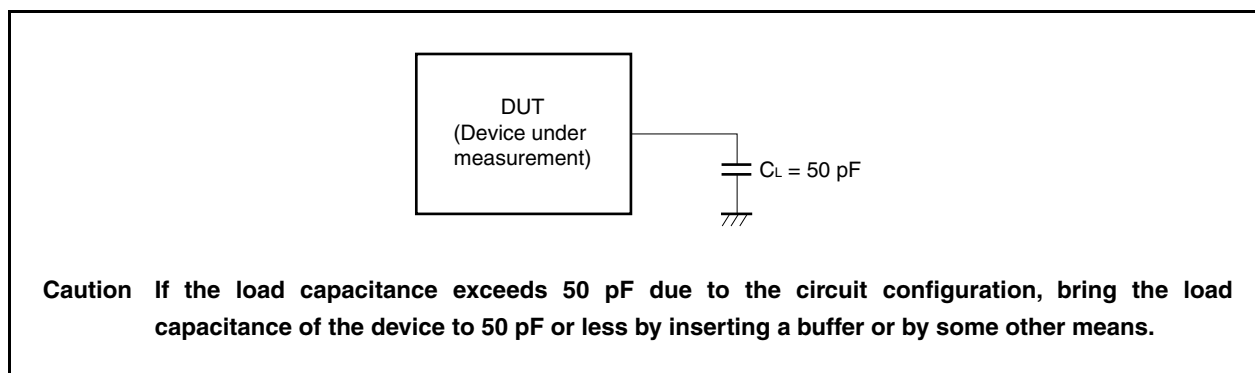 DUT
(Device under
measurement)
CL = 50 pF
Caution If the load capacitance exceeds 50 pF due to the circuit configuration, bring the load
capacitance of the device to 50 pF or less by inserting a buffer or by some other means.